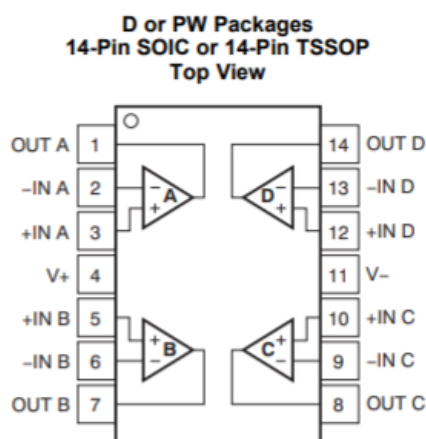 D or PW Packages
14-Pin SOIC or 14-Pin TSSOP
Top View
OUT A 1 14 OUT D
−IN A 2 − A D − 13 −IN D
+IN A 3 + + 12 +IN D
V+ 4 11 V−
+IN B 5 + + 10 +IN C
−IN B 6 − B C − 9 −IN C
OUT B 7 8 OUT C